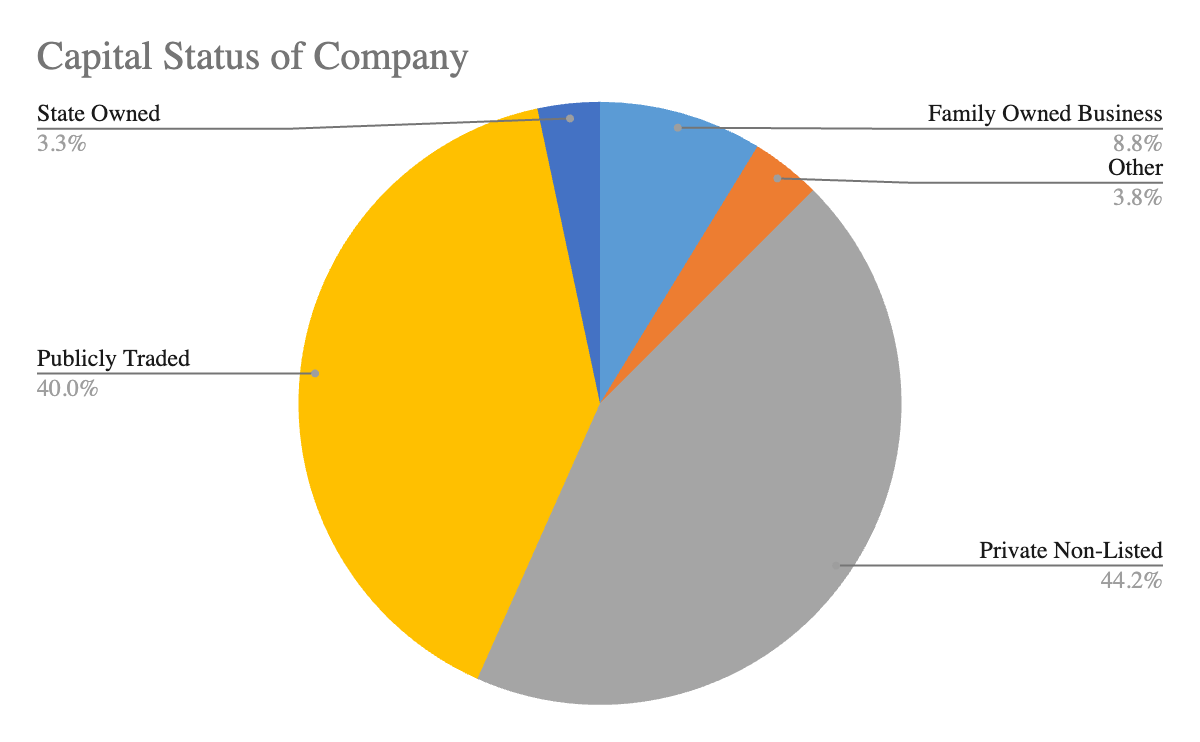 Capital Status of Company
State Owned
3.3%
Family Owned Business
8.8%
Other
3.8%
Publicly Traded
40.0%
Private Non-Listed
44.2%